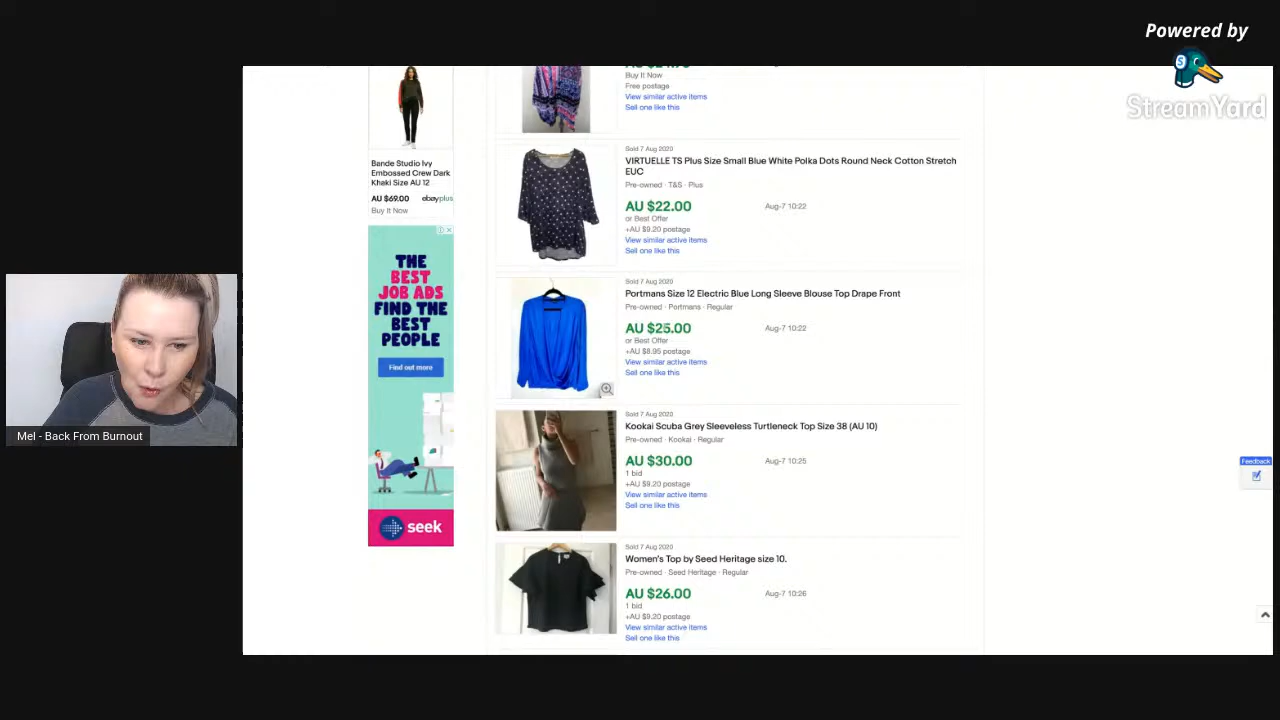 Powered by
StreamYard
Buy It Now
Free postage
View similar active items
Sell one like this
Bande Studio Ivy
Embossed Crew Dark
Khaki Size AU 12
AU $69.00 ebayplus
Buy It Now
THE
BEST
JOB ADS
FIND THE
BEST
PEOPLE
Find out more
seek
Sold 7 Aug 2020
VIRTUELLE TS Plus Size Small Blue White Polka Dots Round Neck Cotton Stretch
EUC
Pre-owned · T&S · Plus
AU $22.00 Aug-7 10:22
or Best Offer
+AU $9.20 postage
View similar active items
Sell one like this
Sold 7 Aug 2020
Portmans Size 12 Electric Blue Long Sleeve Blouse Top Drape Front
Pre-owned · Portmans · Regular
AU $25.00 Aug-7 10:22
or Best Offer
+AU $8.95 postage
View similar active items
Sell one like this
Sold 7 Aug 2020
Kookai Scuba Grey Sleeveless Turtleneck Top Size 38 (AU 10)
Pre-owned · Kookai · Regular
AU $30.00 Aug-7 10:25
1 bid
+AU $9.20 postage
View similar active items
Sell one like this
Sold 7 Aug 2020
Women's Top by Seed Heritage size 10.
Pre-owned · Seed Heritage · Regular
AU $26.00 Aug-7 10:26
1 bid
+AU $9.20 postage
View similar active items
Sell one like this
Feedback
Mel - Back From Burnout